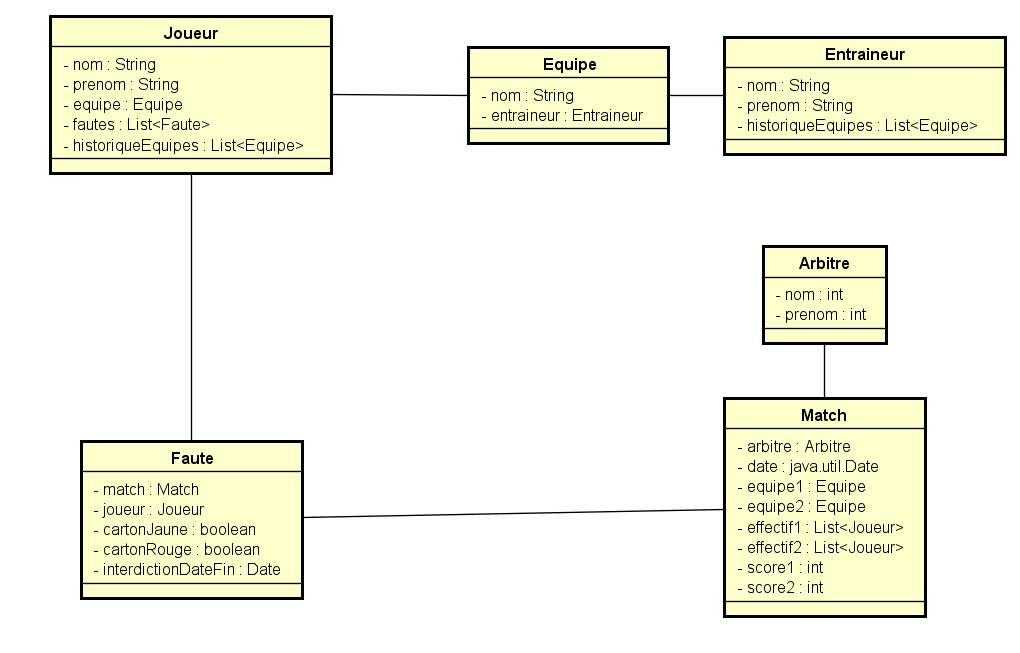 Joueur
- nom : String
- prenom : String
- equipe : Equipe
- fautes : List<Faute>
- historiqueEquipes : List<Equipe>
Equipe
- nom : String
- entraineur : Entraineur
Entraineur
- nom : String
- prenom : String
- historiqueEquipes : List<Equipe>
Arbitre
- nom : int
- prenom : int
Faute
- match : Match
- joueur : Joueur
- cartonJaune : boolean
- cartonRouge : boolean
- interdictionDateFin : Date
Match
- arbitre : Arbitre
- date : java.util.Date
- equipe1 : Equipe
- equipe2 : Equipe
- effectif1 : List<Joueur>
- effectif2 : List<Joueur>
- score1 : int
- score2 : int